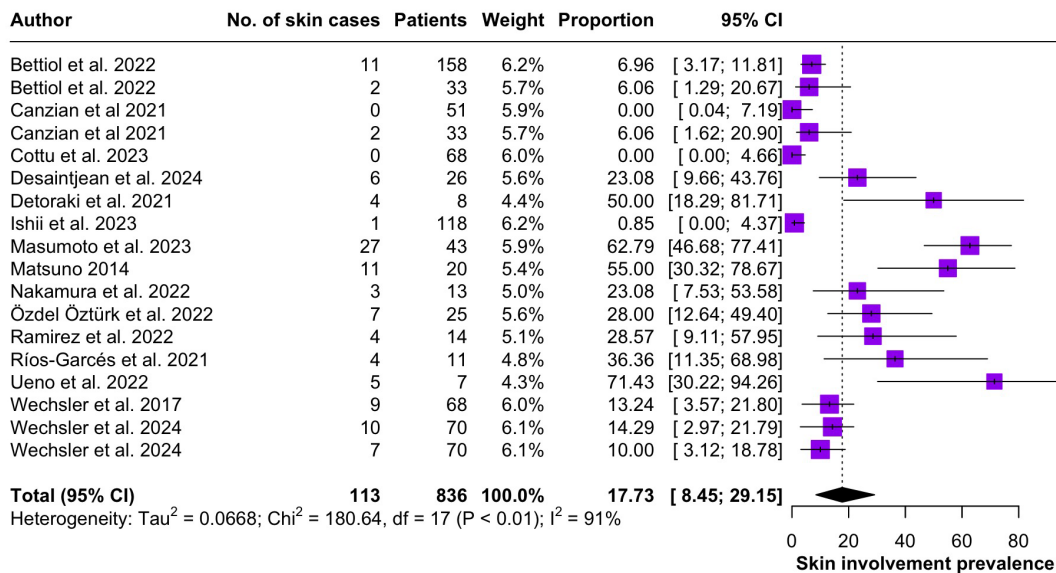 Author No. of skin cases Patients Weight Proportion 95% CI
Bettiol et al. 2022 11 158 6.2% 6.96 [ 3.17; 11.81]
Bettiol et al. 2022 2 33 5.7% 6.06 [ 1.29; 20.67]
Canzian et al 2021 0 51 5.9% 0.00 [ 0.04; 7.19]
Canzian et al 2021 2 33 5.7% 6.06 [ 1.62; 20.90]
Cottu et al. 2023 0 68 6.0% 0.00 [ 0.00; 4.66]
Desaintjean et al. 2024 6 26 5.6% 23.08 [ 9.66; 43.76]
Detoraki et al. 2021 4 8 4.4% 50.00 [18.29; 81.71]
Ishii et al. 2023 1 118 6.2% 0.85 [ 0.00; 4.37]
Masumoto et al. 2023 27 43 5.9% 62.79 [46.68; 77.41]
Matsuno 2014 11 20 5.4% 55.00 [30.32; 78.67]
Nakamura et al. 2022 3 13 5.0% 23.08 [ 7.53; 53.58]
Özdel Öztürk et al. 2022 7 25 5.6% 28.00 [12.64; 49.40]
Ramirez et al. 2022 4 14 5.1% 28.57 [ 9.11; 57.95]
Ríos-Garcés et al. 2021 4 11 4.8% 36.36 [11.35; 68.98]
Ueno et al. 2022 5 7 4.3% 71.43 [30.22; 94.26]
Wechsler et al. 2017 9 68 6.0% 13.24 [ 3.57; 21.80]
Wechsler et al. 2024 10 70 6.1% 14.29 [ 2.97; 21.79]
Wechsler et al. 2024 7 70 6.1% 10.00 [ 3.12; 18.78]
Total (95% CI) 113 836 100.0% 17.73 [ 8.45; 29.15]
Heterogeneity: Tau² = 0.0668; Chi² = 180.64, df = 17 (P < 0.01); I² = 91%
0 20 40 60 80
Skin involvement prevalence